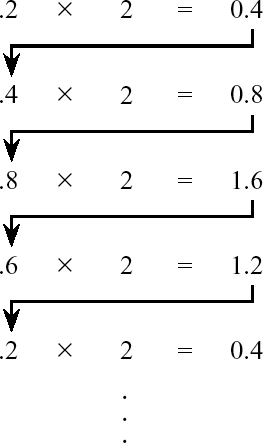 .2 × 2 = 0.4
.4 × 2 = 0.8
.8 × 2 = 1.6
.6 × 2 = 1.2
.2 × 2 = 0.4
.
.
.